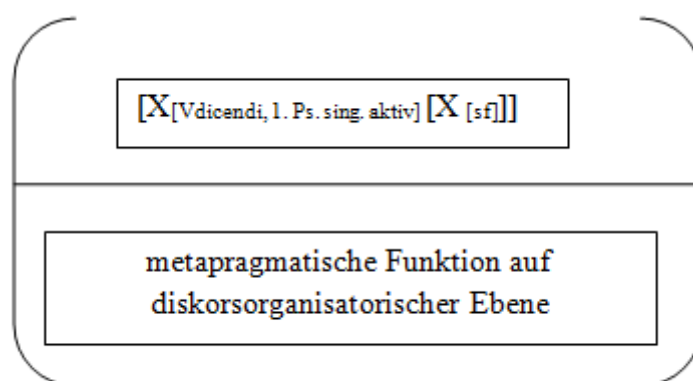 [X[Vdicendi, 1. Ps. sing. aktiv] [X [sf]]]
metapragmatische Funktion auf
diskorsorganisatorischer Ebene